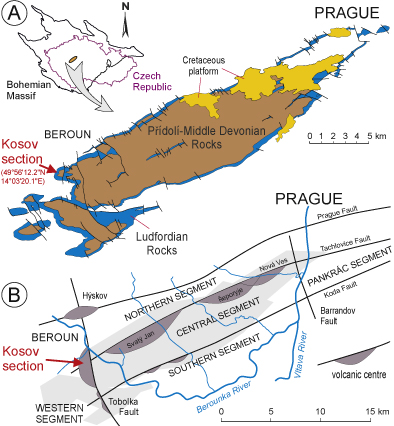 A
N
PRAGUE
Cretaceous
platform
Czech
Republic
Bohemian
Massif
BEROUN
Přídolí-Middle Devonian
Rocks
Kosov
section
(49°56'12.2"N
14°03'20.1"E)
0 1 2 3 4 5 km
Ludfordian
Rocks
B
PRAGUE
Prague Fault
Tachlovice Fault
Nová Ves
PANKRÁC SEGMENT
Hýskov
NORTHERN SEGMENT
Řeporyje
Koda Fault
BEROUN
Svatý Jan
CENTRAL SEGMENT
Barrandov
Fault
Kosov
section
SOUTHERN SEGMENT
Vltava River
volcanic centre
Berounka River
Tobolka
Fault
WESTERN
SEGMENT
0 5 10 15 km